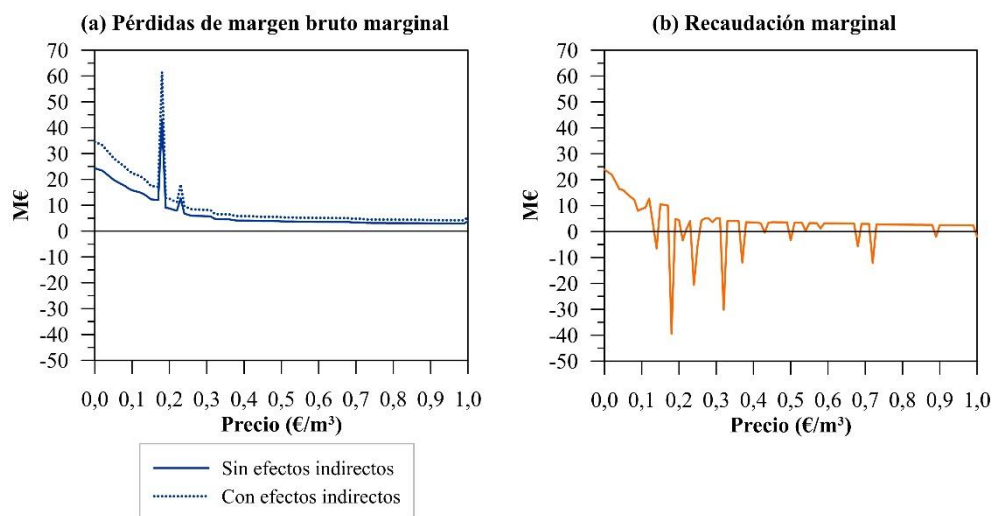 (a) Pérdidas de margen bruto marginal
70
60
50
40
30
20
10
0
-10
-20
-30
-40
-50
M€
0,0 0,1 0,2 0,3 0,4 0,5 0,6 0,7 0,8 0,9 1,0
Precio (€/m³)
Sin efectos indirectos
Con efectos indirectos
(b) Recaudación marginal
70
60
50
40
30
20
10
0
-10
-20
-30
-40
-50
M€
0,0 0,1 0,2 0,3 0,4 0,5 0,6 0,7 0,8 0,9 1,0
Precio (€/m³)